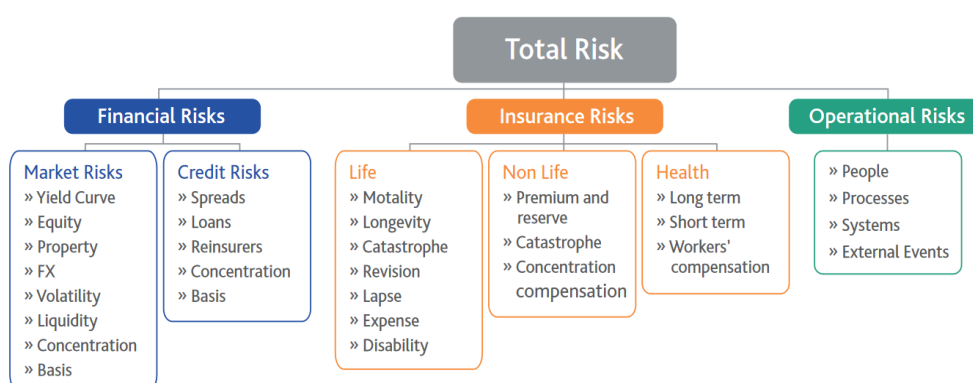 Total Risk
Financial Risks
Insurance Risks
Operational Risks
Market Risks
» Yield Curve
» Equity
» Property
» FX
» Volatility
» Liquidity
» Concentration
» Basis
Credit Risks
» Spreads
» Loans
» Reinsurers
» Concentration
» Basis
Life
» Motality
» Longevity
» Catastrophe
» Revision
» Lapse
» Expense
» Disability
Non Life
» Premium and
reserve
» Catastrophe
» Concentration
compensation
Health
» Long term
» Short term
» Workers'
compensation
» People
» Processes
» Systems
» External Events